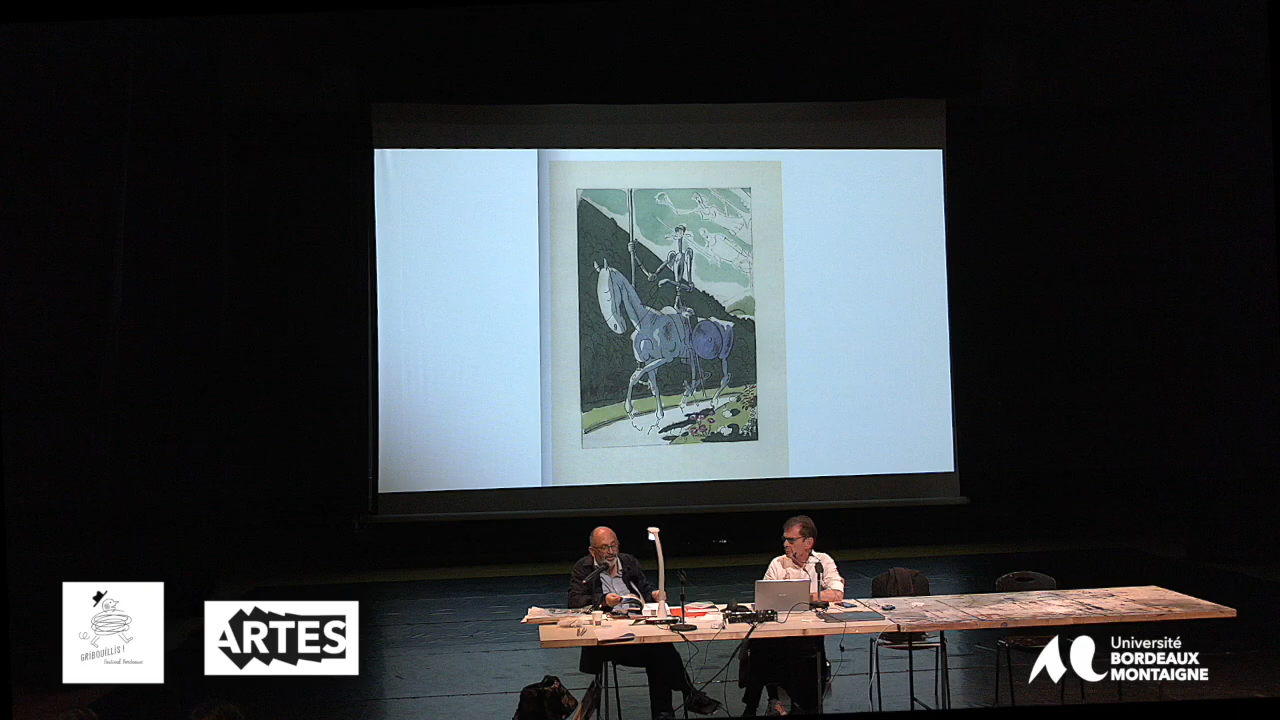 GRIBOUILLIS !
Festival Bordeaux
ARTES
Université
BORDEAUX
MONTAIGNE